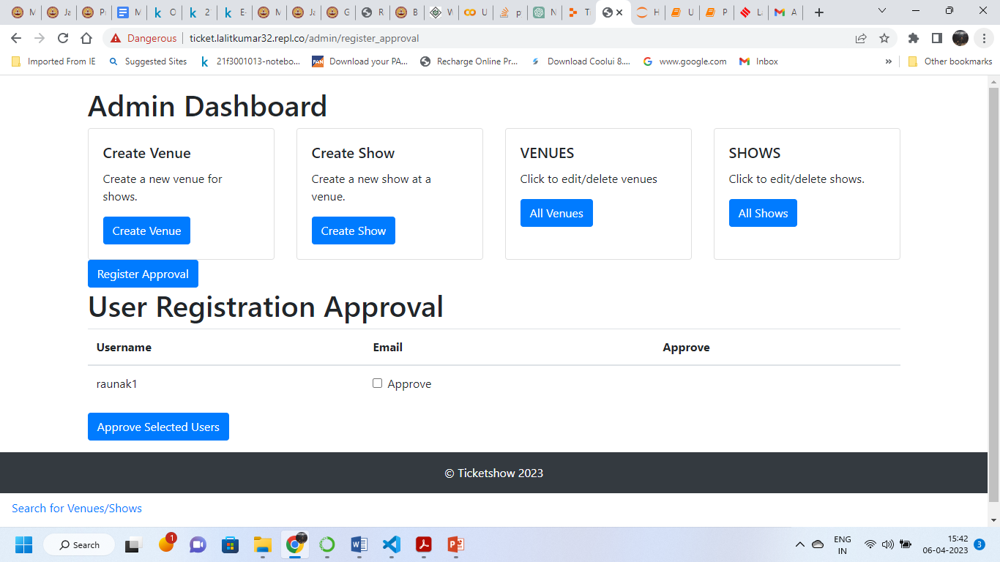 M
Ja
Pr
M
O
2
E-
M
Ja
G
R
B
W
U
p
N
Ti
H
U
P
L
A
Dangerous ticket.lalitkumar32.repl.co/admin/register_approval
Imported From IE Suggested Sites 21f3001013-notebo... Download your PA... Recharge Online Pr... Download Coolui 8.... www.google.com Inbox » Other bookmarks
Admin Dashboard
Create Venue
Create a new venue for
shows.
Create Venue
Create Show
Create a new show at a
venue.
Create Show
VENUES
Click to edit/delete venues
All Venues
SHOWS
Click to edit/delete shows.
All Shows
Register Approval
User Registration Approval
Username Email Approve
raunak1 Approve
Approve Selected Users
© Ticketshow 2023
Search for Venues/Shows
1
Search
ENG
IN
15:42
06-04-2023
3